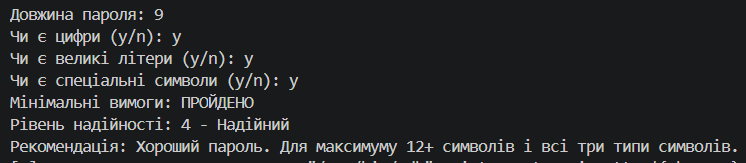 Довжина пароля: 9
Чи є цифри (y/n): y
Чи є великі літери (y/n): y
Чи є спеціальні символи (y/n): y
Мінімальні вимоги: ПРОЙДЕНО
Рівень надійності: 4 - Надійний
Рекомендація: Хороший пароль. Для максимуму 12+ символів і всі три типи символів.